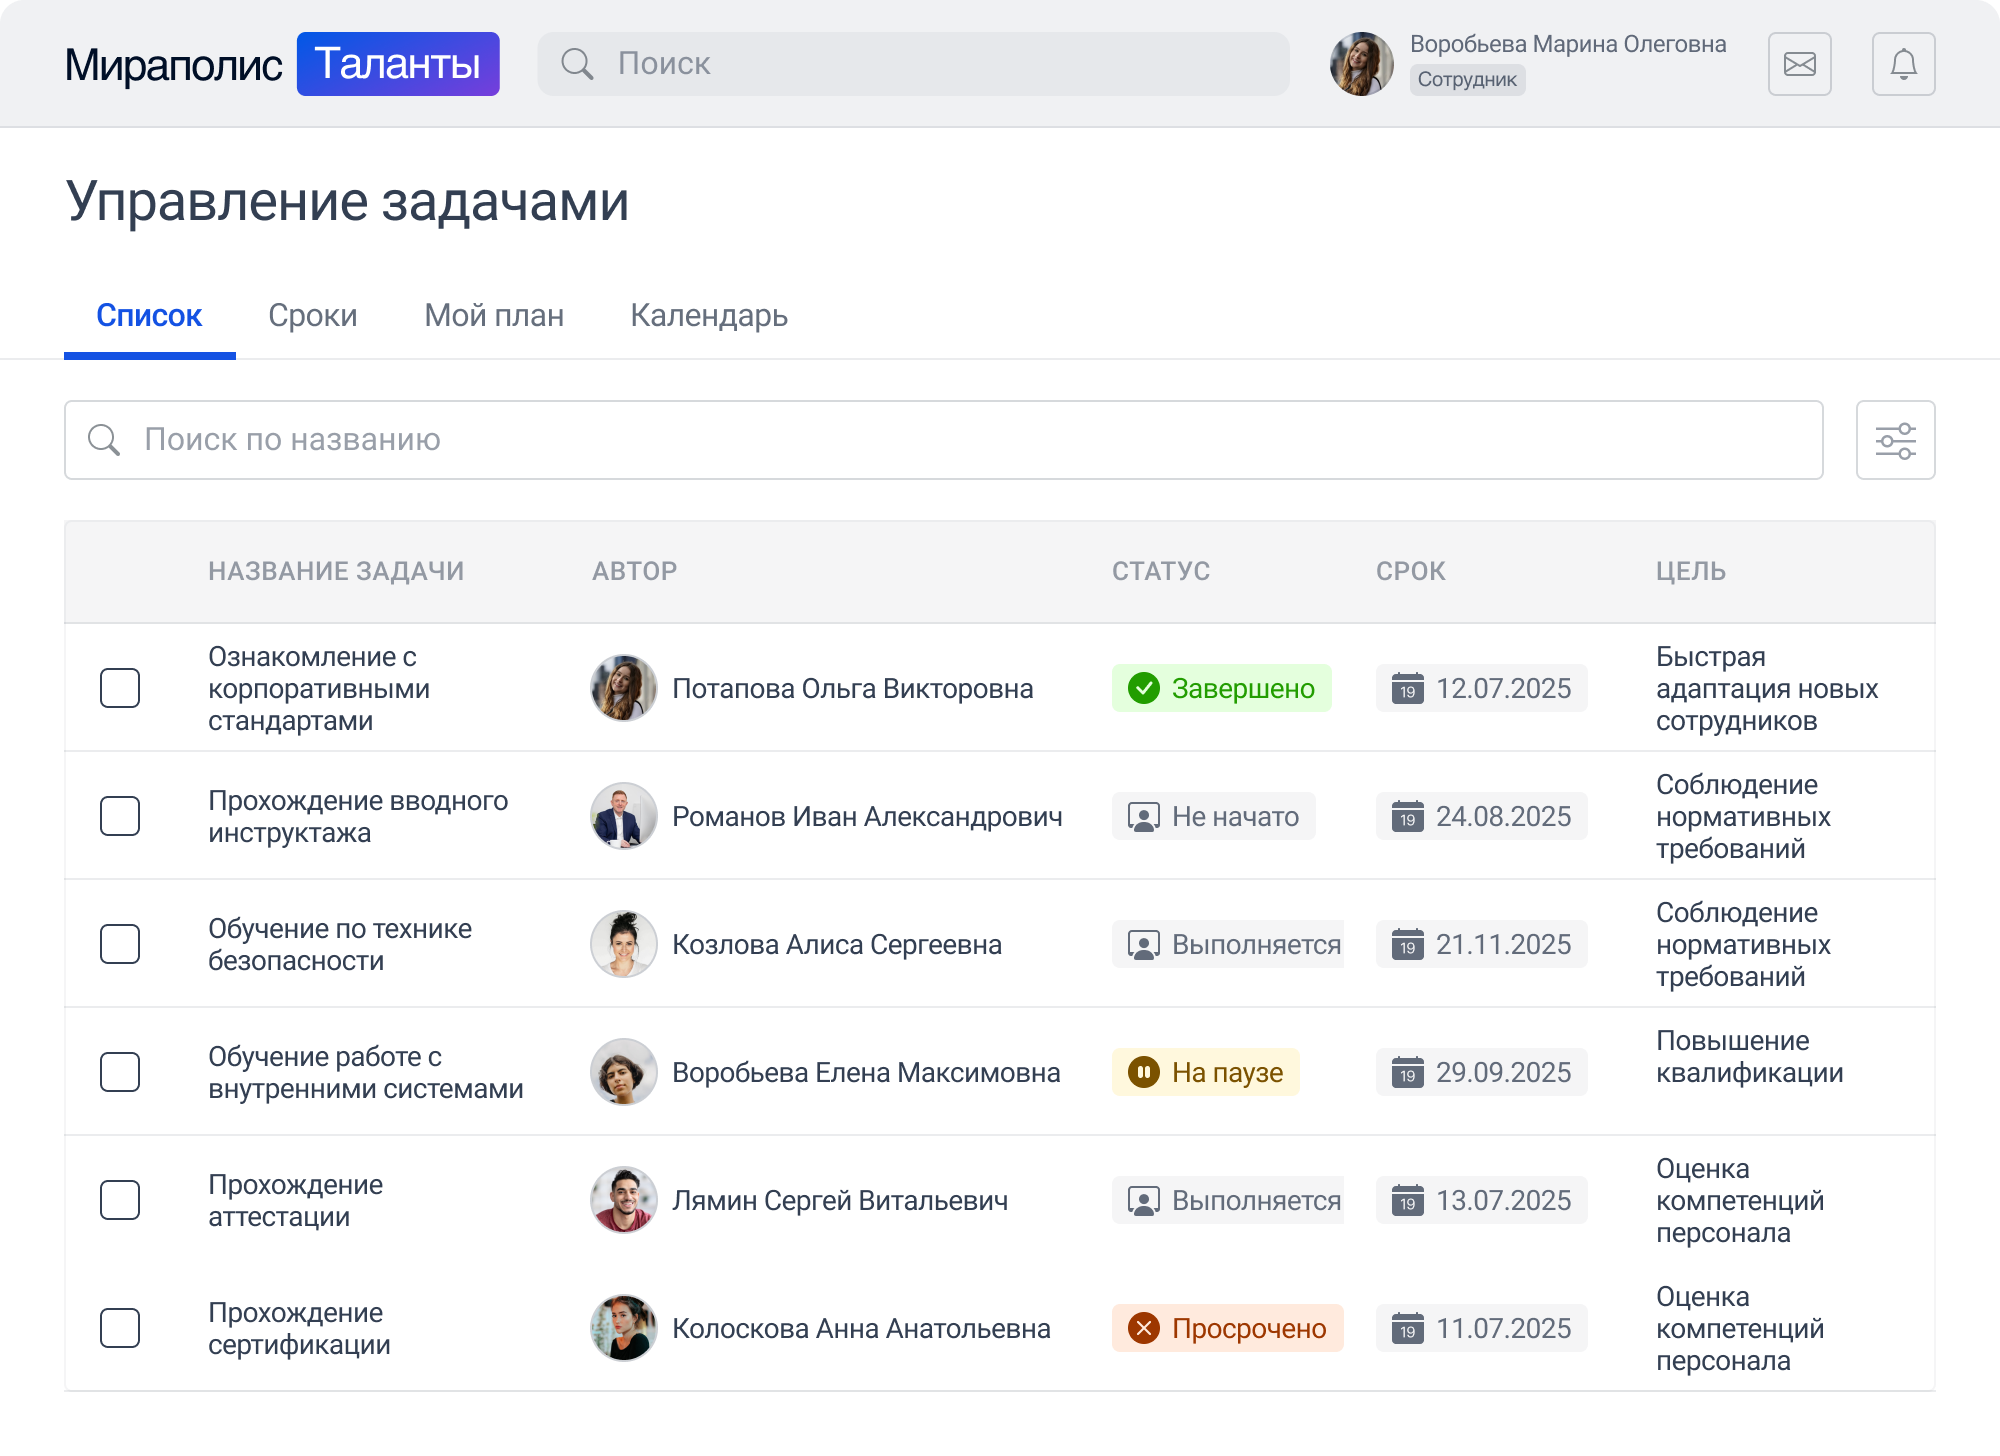 Мираполис Таланты
Поиск
Воробьева Марина Олеговна
Сотрудник
Управление задачами
Список Сроки Мой план Календарь
Поиск по названию
НАЗВАНИЕ ЗАДАЧИ АВТОР СТАТУС СРОК ЦЕЛЬ
Ознакомление с
корпоративными
стандартами
Потапова Ольга Викторовна
Завершено
19 12.07.2025
Быстрая
адаптация новых
сотрудников
Прохождение вводного
инструктажа
Романов Иван Александрович
Не начато
19 24.08.2025
Соблюдение
нормативных
требований
Обучение по технике
безопасности
Козлова Алиса Сергеевна
Выполняется
19 21.11.2025
Соблюдение
нормативных
требований
Обучение работе с
внутренними системами
Воробьева Елена Максимовна
На паузе
19 29.09.2025
Повышение
квалификации
Прохождение
аттестации
Лямин Сергей Витальевич
Выполняется
19 13.07.2025
Оценка
компетенций
персонала
Прохождение
сертификации
Колоскова Анна Анатольевна
Просрочено
19 11.07.2025
Оценка
компетенций
персонала